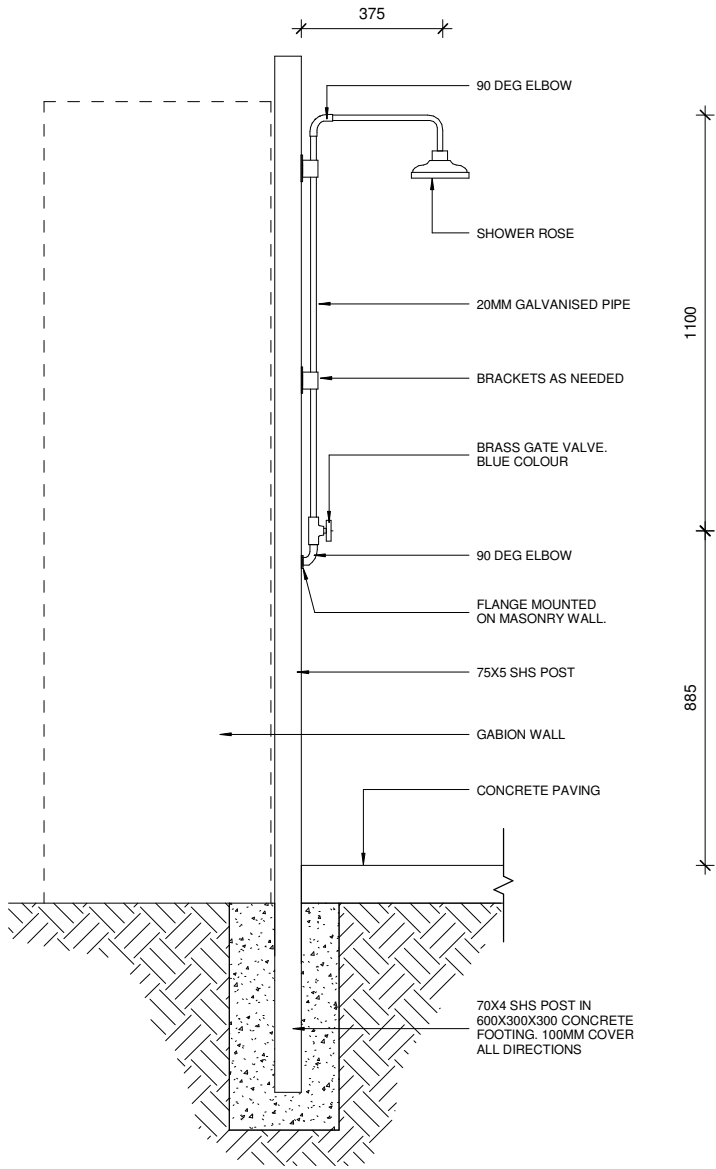 375
90 DEG ELBOW
SHOWER ROSE
20MM GALVANISED PIPE
1100
BRACKETS AS NEEDED
BRASS GATE VALVE.
BLUE COLOUR
90 DEG ELBOW
FLANGE MOUNTED
ON MASONRY WALL.
75X5 SHS POST
885
GABION WALL
CONCRETE PAVING
70X4 SHS POST IN
600X300X300 CONCRETE
FOOTING. 100MM COVER
ALL DIRECTIONS